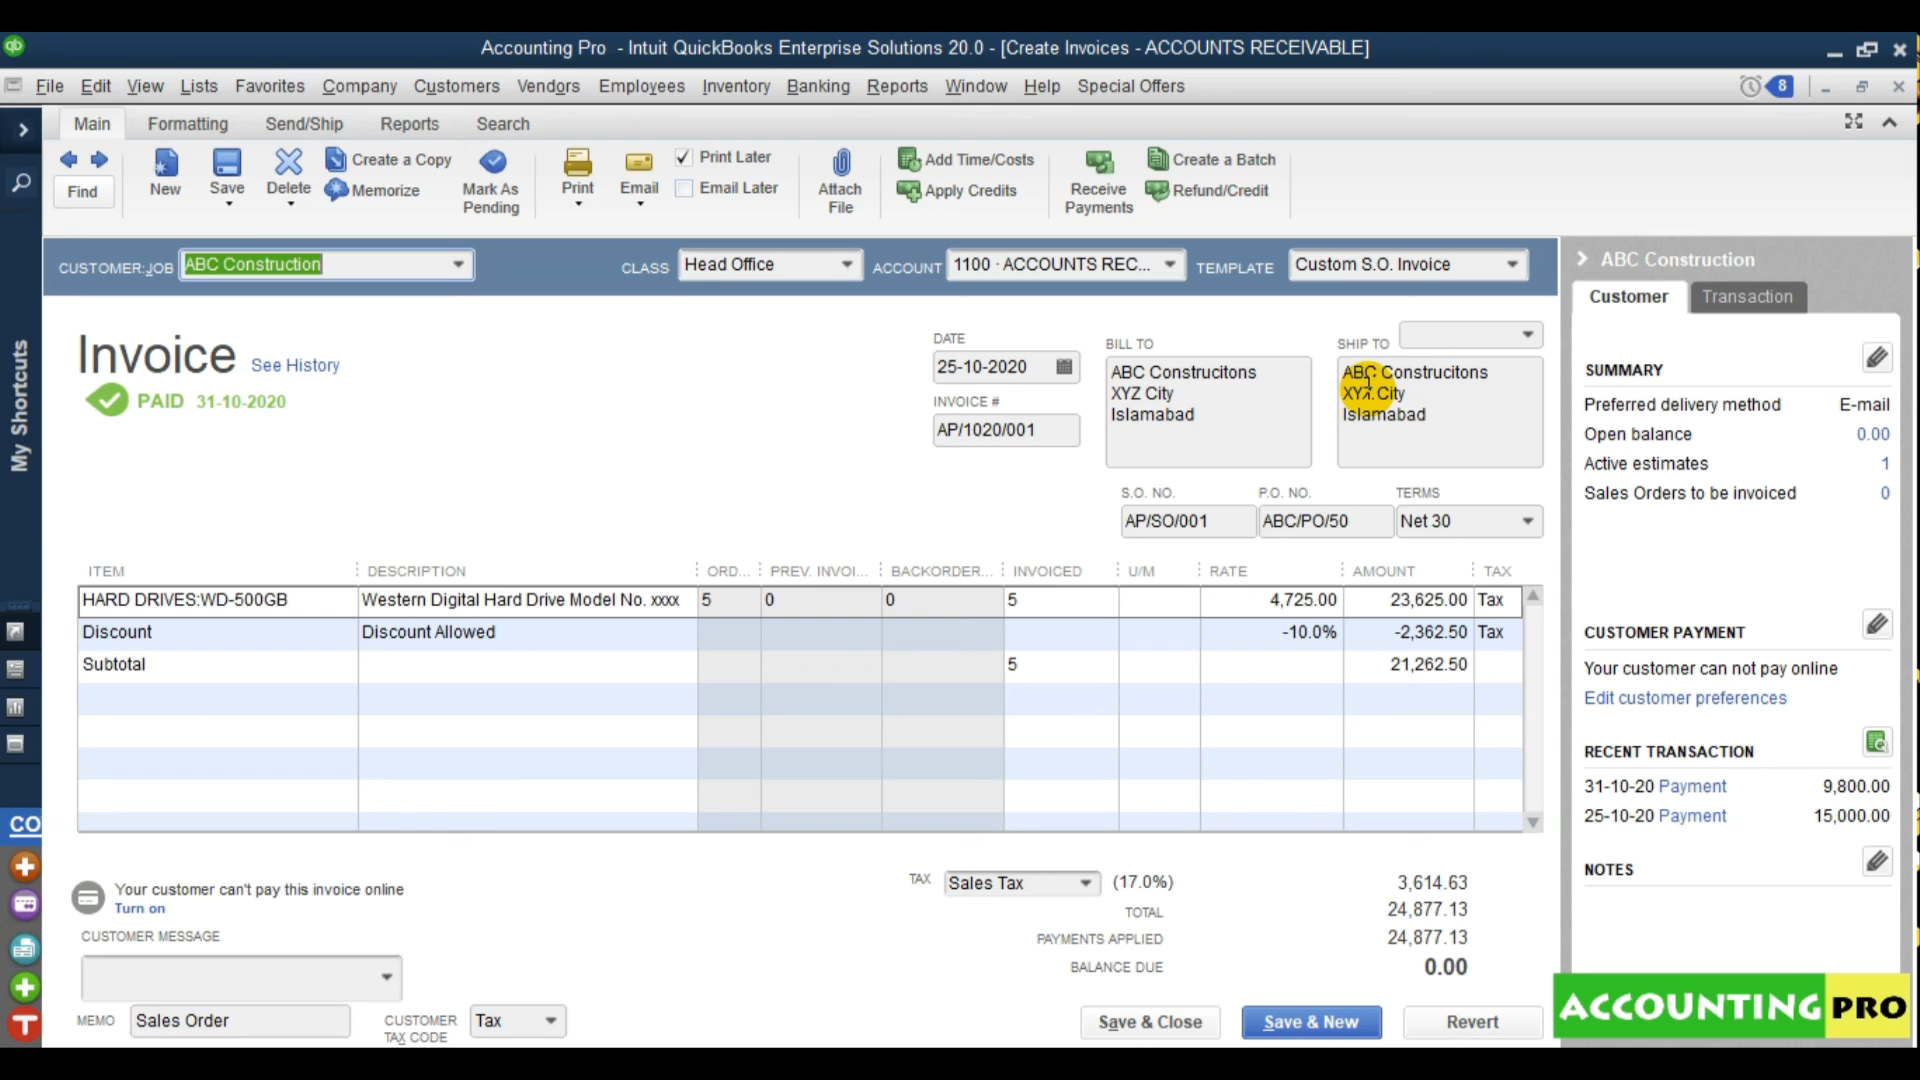 qb
Accounting Pro - Intuit QuickBooks Enterprise Solutions 20.0 - [Create Invoices - ACCOUNTS RECEIVABLE]
File Edit View Lists Favorites Company Customers Vendors Employees Inventory Banking Reports Window Help Special Offers 8
Main Formatting Send/Ship Reports Search
Find New Save Delete Create a Copy Memorize Mark As Pending Print Email Print Later Email Later Attach File Add Time/Costs Apply Credits Receive Payments Create a Batch Refund/Credit
My Shortcuts
CO
CUSTOMER:JOB ABC Construction CLASS Head Office ACCOUNT 1100 · ACCOUNTS REC... TEMPLATE Custom S.O. Invoice
Invoice See History
PAID 31-10-2020
DATE
25-10-2020
INVOICE #
AP/1020/001
BILL TO
ABC Construcitons
XYZ City
Islamabad
SHIP TO
ABC Construcitons
XYZ City
Islamabad
S.O. NO. P.O. NO. TERMS
AP/SO/001 ABC/PO/50 Net 30
ITEM DESCRIPTION ORD... PREV. INVOI... BACKORDER... INVOICED U/M RATE AMOUNT TAX
HARD DRIVES:WD-500GB Western Digital Hard Drive Model No. xxxx 5 0 0 5 4,725.00 23,625.00 Tax
Discount Discount Allowed -10.0% -2,362.50 Tax
Subtotal 5 21,262.50
Your customer can't pay this invoice online
Turn on
CUSTOMER MESSAGE
MEMO Sales Order
CUSTOMER TAX CODE Tax
TAX Sales Tax (17.0%) 3,614.63
TOTAL 24,877.13
PAYMENTS APPLIED 24,877.13
BALANCE DUE 0.00
Save & Close Save & New Revert
ABC Construction
Customer Transaction
SUMMARY
Preferred delivery method E-mail
Open balance 0.00
Active estimates 1
Sales Orders to be invoiced 0
CUSTOMER PAYMENT
Your customer can not pay online
Edit customer preferences
RECENT TRANSACTION
31-10-20 Payment 9,800.00
25-10-20 Payment 15,000.00
NOTES
ACCOUNTING PRO